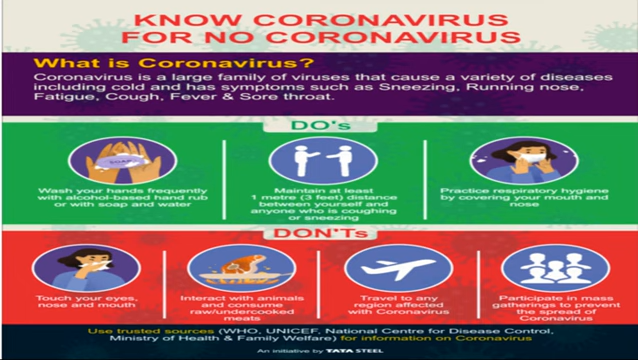 KNOW CORONAVIRUS
FOR NO CORONAVIRUS
What is Coronavirus?
Coronavirus is a large family of viruses that cause a variety of diseases
including cold and has symptoms such as Sneezing, Running nose,
Fatigue, Cough, Fever & Sore throat.
DO's
SOAP
Wash your hands frequently
with alcohol-based hand rub
or with soap and water
Maintain at least
1 metre (3 feet) distance
between yourself and
anyone who is coughing
or sneezing
Practice respiratory hygiene
by covering your mouth and
nose
DON'Ts
Touch your eyes,
nose and mouth
Interact with animals
and consume
raw/undercooked
meats
Travel to any
region affected
with Coronavirus
Participate in mass
gatherings to prevent
the spread of
Coronavirus
Use trusted sources (WHO, UNICEF, National Centre for Disease Control,
Ministry of Health & Family Welfare) for information on Coronavirus
An initiative by TATA STEEL